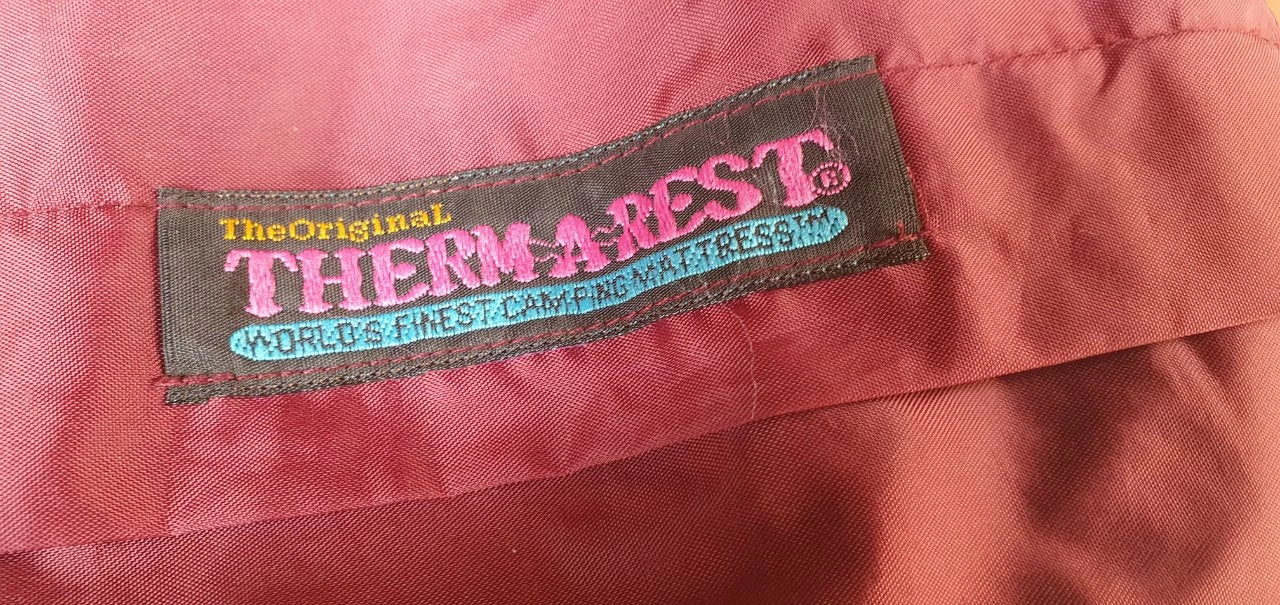 TheOriginaL
THERM-A-REST®
WORLD'S FINEST CAMPING MATTRESS™